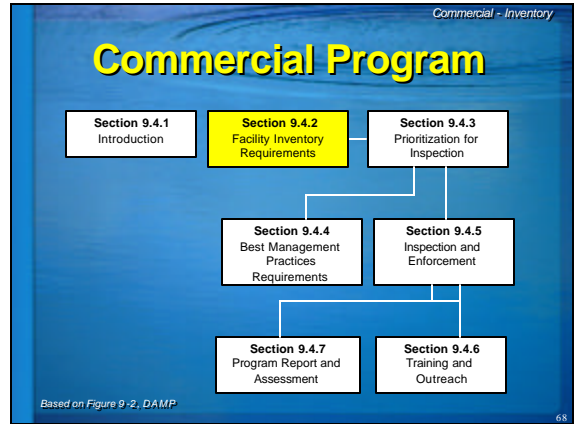 Commercial - Inventory
Commercial Program
Section 9.4.1
Introduction
Section 9.4.2
Facility Inventory
Requirements
Section 9.4.3
Prioritization for
Inspection
Section 9.4.4
Best Management
Practices
Requirements
Section 9.4.5
Inspection and
Enforcement
Section 9.4.7
Program Report and
Assessment
Section 9.4.6
Training and
Outreach
Based on Figure 9-2, DAMP
68